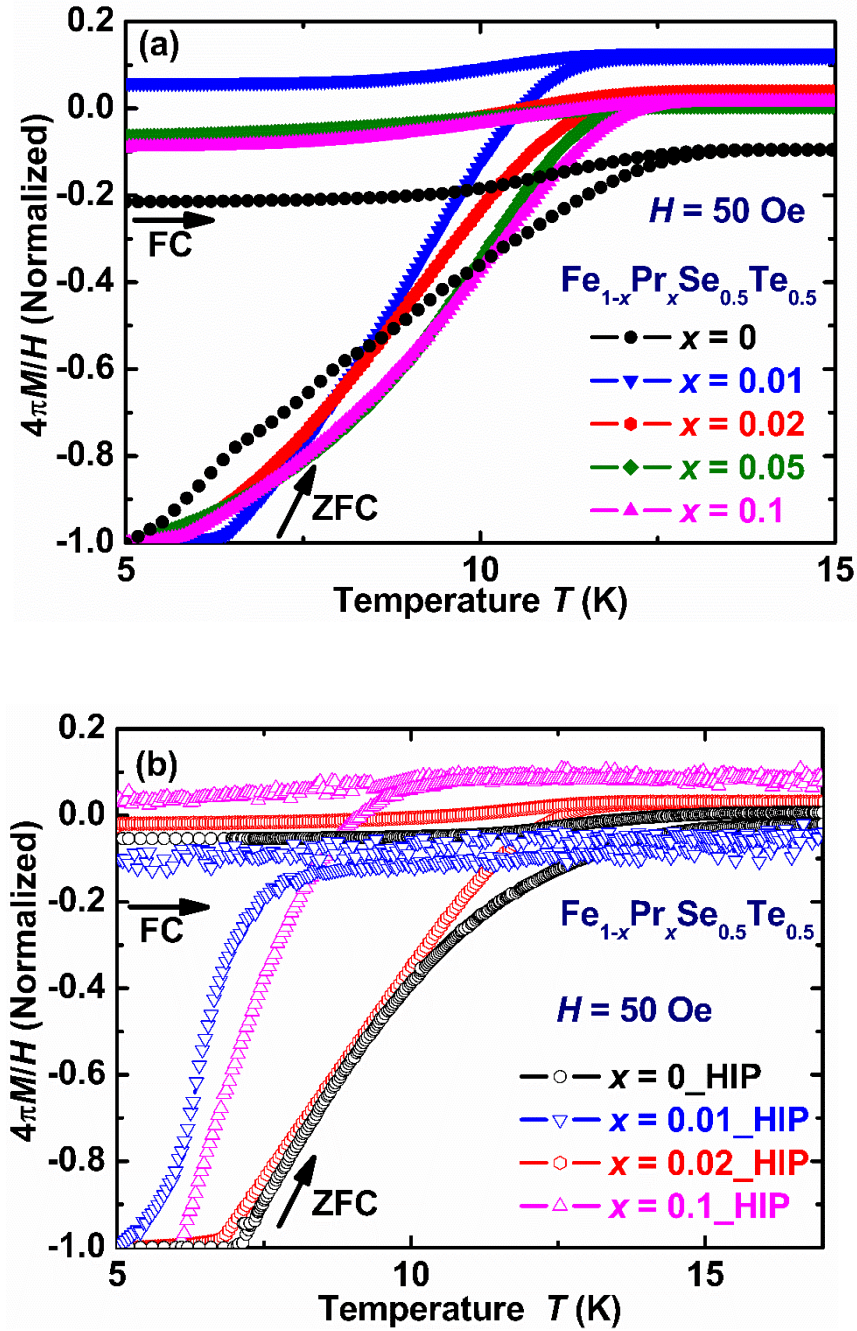 (a)
0.2
0.0
-0.2
-0.4
-0.6
-0.8
-1.0
4πM/H (Normalized)
FC
H = 50 Oe
Fe₁₋ₓPrₓSe₀.₅Te₀.₅
x = 0
x = 0.01
x = 0.02
x = 0.05
x = 0.1
ZFC
5 10 15
Temperature T (K)
(b)
0.2
0.0
-0.2
-0.4
-0.6
-0.8
-1.0
4πM/H (Normalized)
FC
Fe₁₋ₓPrₓSe₀.₅Te₀.₅
H = 50 Oe
x = 0_HIP
x = 0.01_HIP
x = 0.02_HIP
x = 0.1_HIP
ZFC
5 10 15
Temperature T (K)